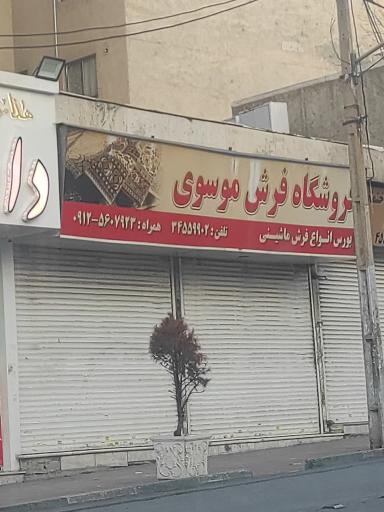 فروشگاه فرش موسوی
بورس انواع فرش ماشینی تلفن: ۳۴۵۵۹۹۰۲ همراه: ۰۹۱۲-۵۶۰۷۹۲۳